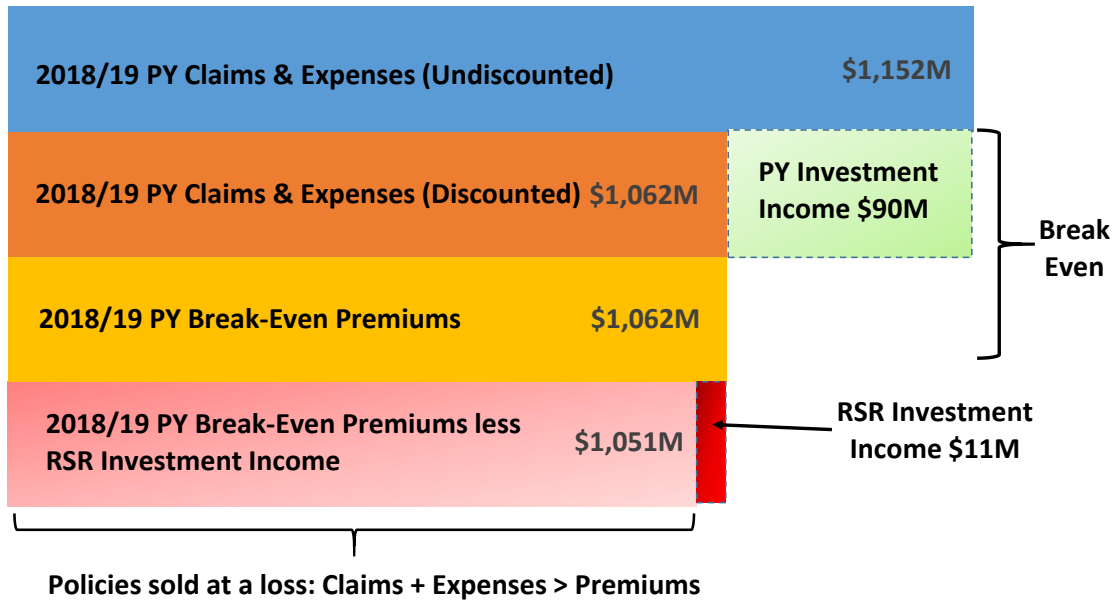 2018/19 PY Claims & Expenses (Undiscounted) $1,152M
2018/19 PY Claims & Expenses (Discounted) $1,062M
PY Investment
Income $90M
Break
Even
2018/19 PY Break-Even Premiums $1,062M
2018/19 PY Break-Even Premiums less
RSR Investment Income
$1,051M
RSR Investment
Income $11M
Policies sold at a loss: Claims + Expenses > Premiums